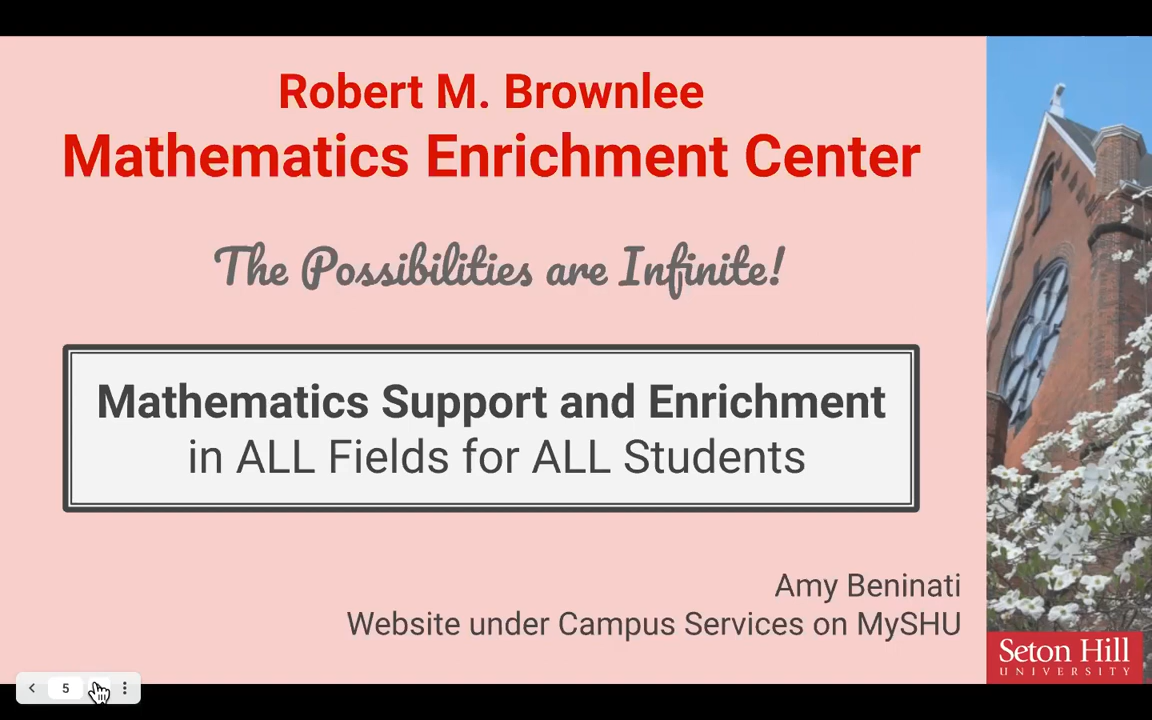 Robert M. Brownlee
Mathematics Enrichment Center
The Possibilities are Infinite!
Mathematics Support and Enrichment
in ALL Fields for ALL Students
Amy Beninati
Website under Campus Services on MySHU
Seton Hill
UNIVERSITY
5